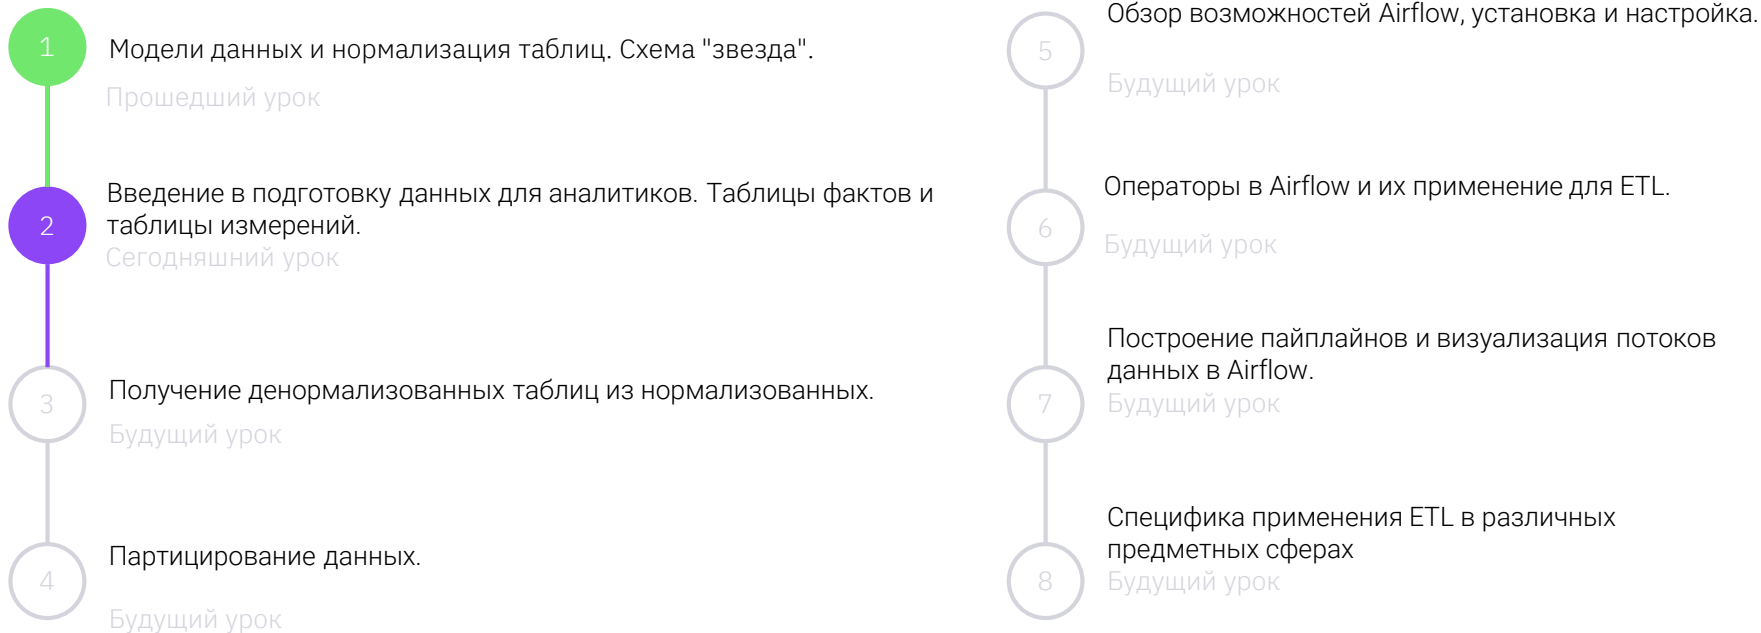 1
Модели данных и нормализация таблиц. Схема "звезда".
Прошедший урок
2
Введение в подготовку данных для аналитиков. Таблицы фактов и
таблицы измерений.
Сегодняшний урок
3
Получение денормализованных таблиц из нормализованных.
Будущий урок
4
Партицирование данных.
Будущий урок
5
Обзор возможностей Airflow, установка и настройка.
Будущий урок
6
Операторы в Airflow и их применение для ETL.
Будущий урок
7
Построение пайплайнов и визуализация потоков
данных в Airflow.
Будущий урок
8
Специфика применения ETL в различных
предметных сферах
Будущий урок